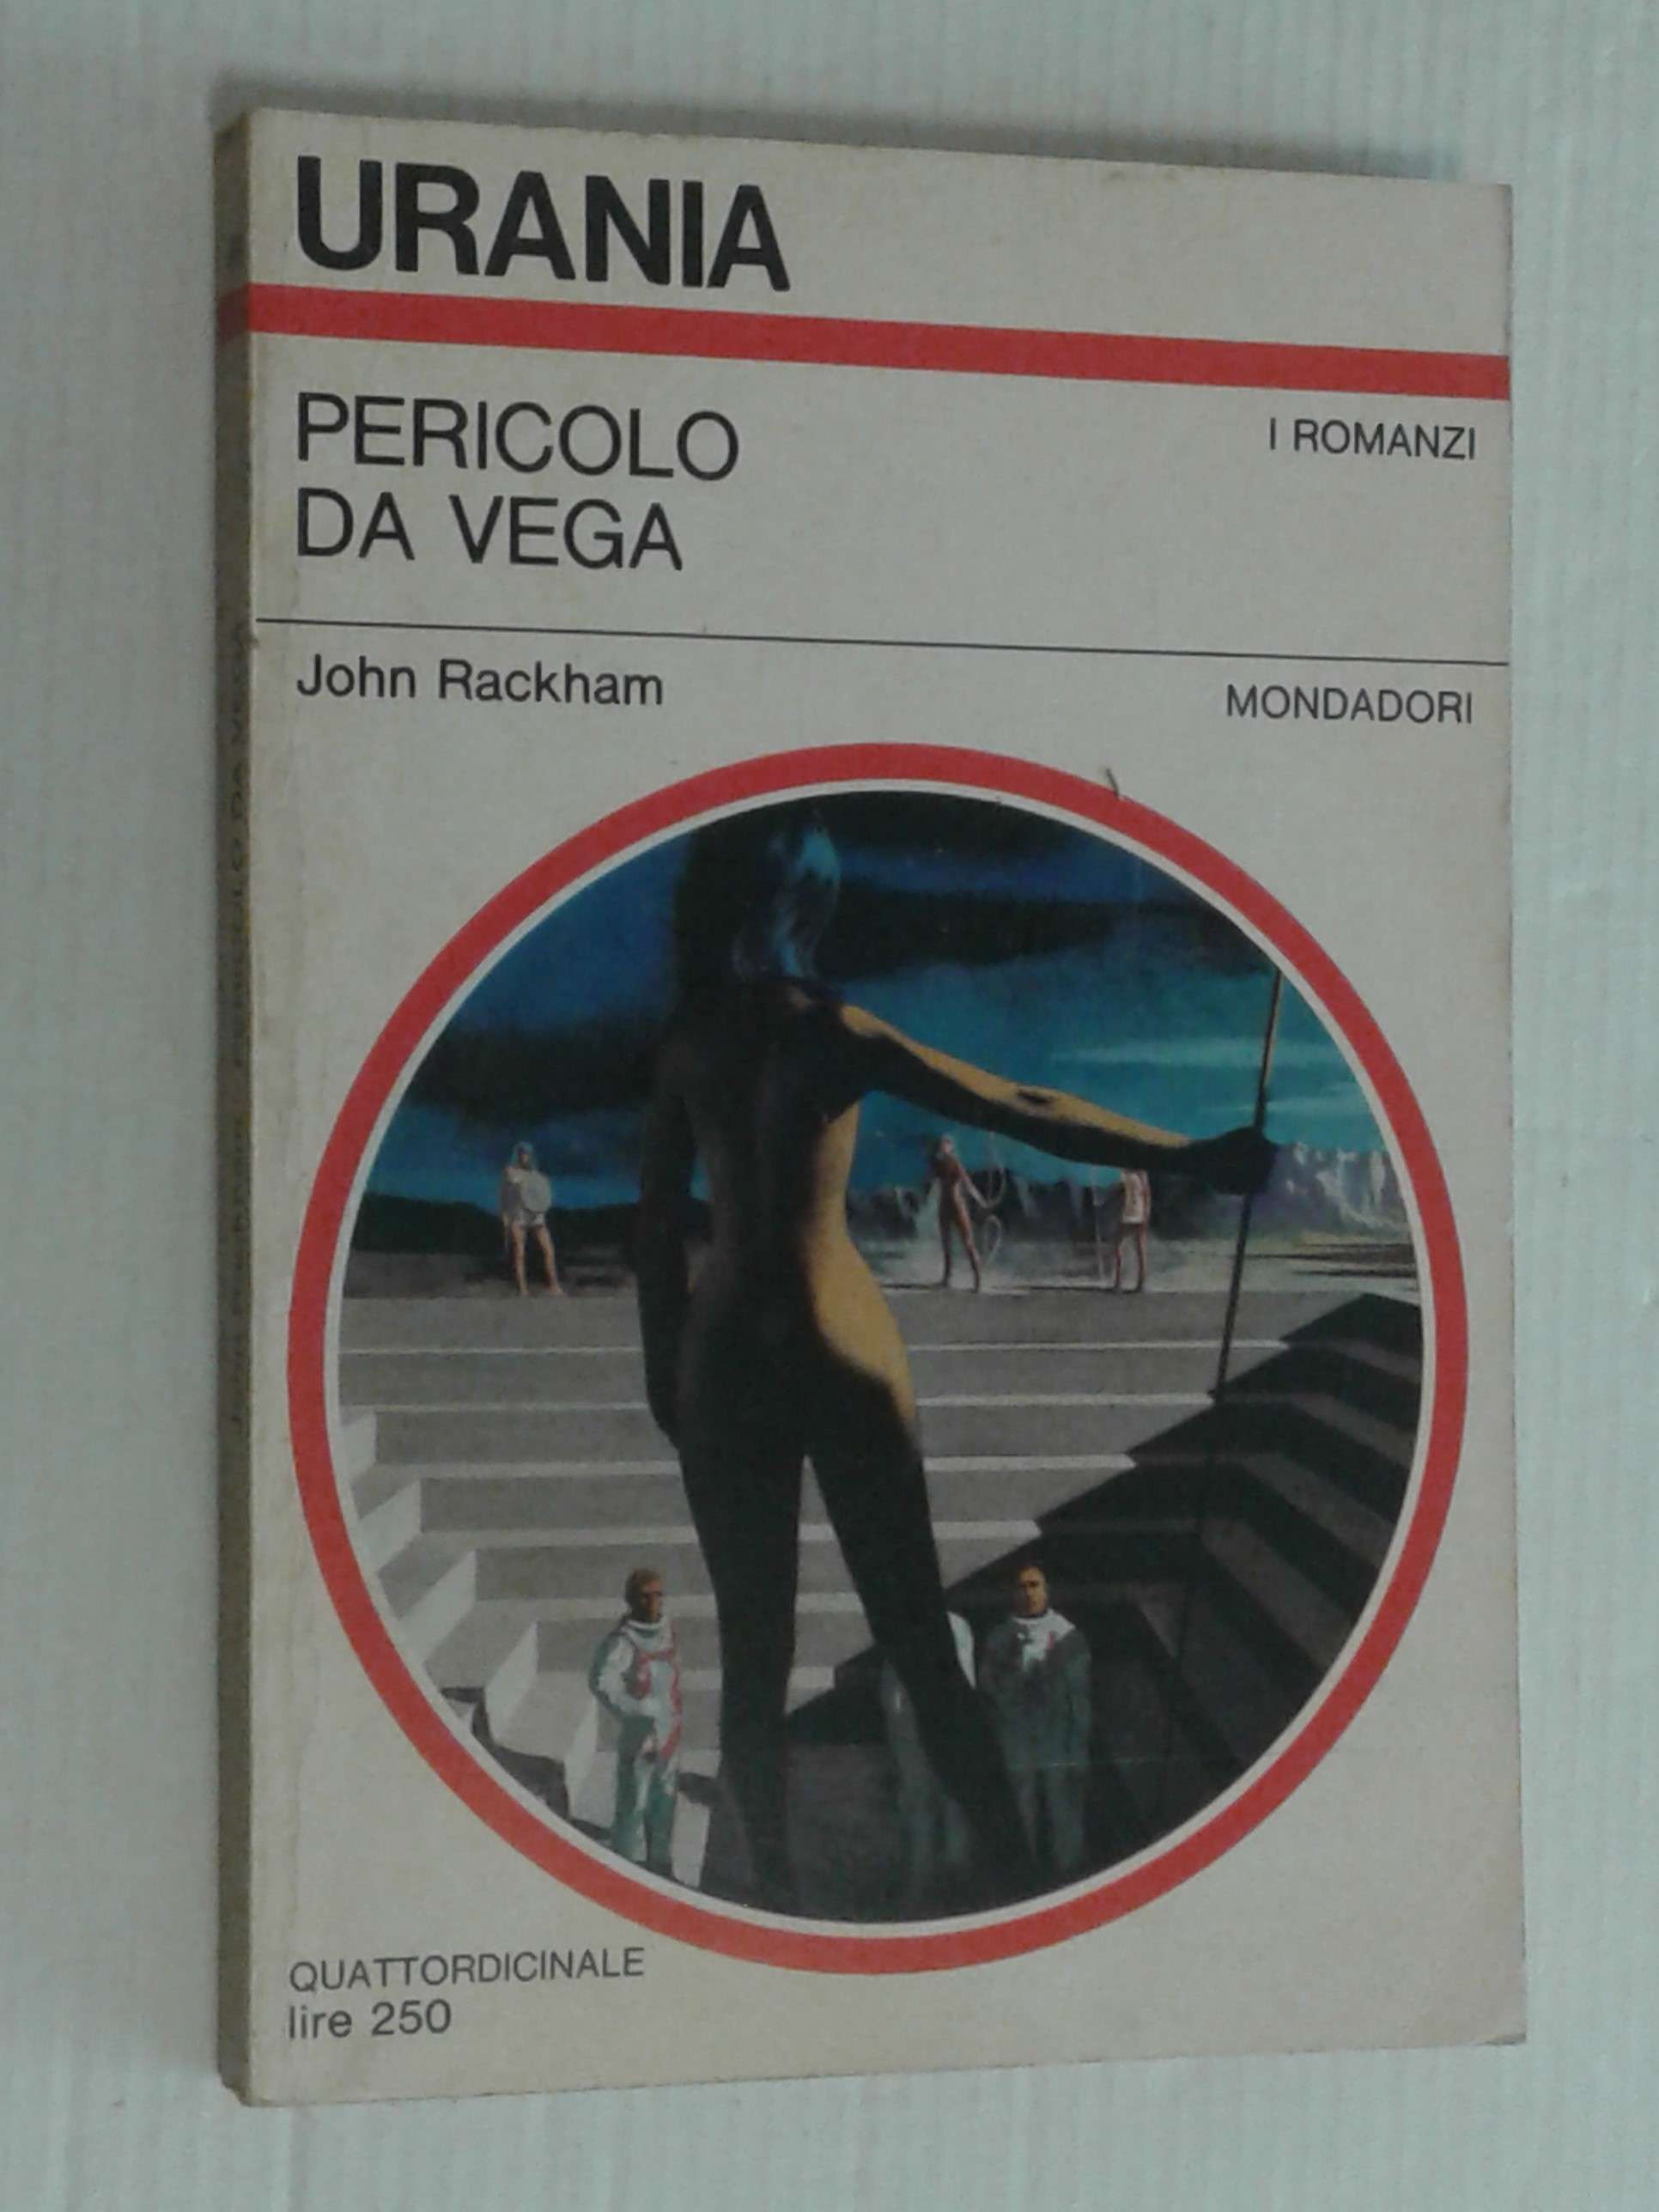 URANIA
PERICOLO
DA VEGA
I ROMANZI
John Rackham
MONDADORI
QUATTORDICINALE
lire 250